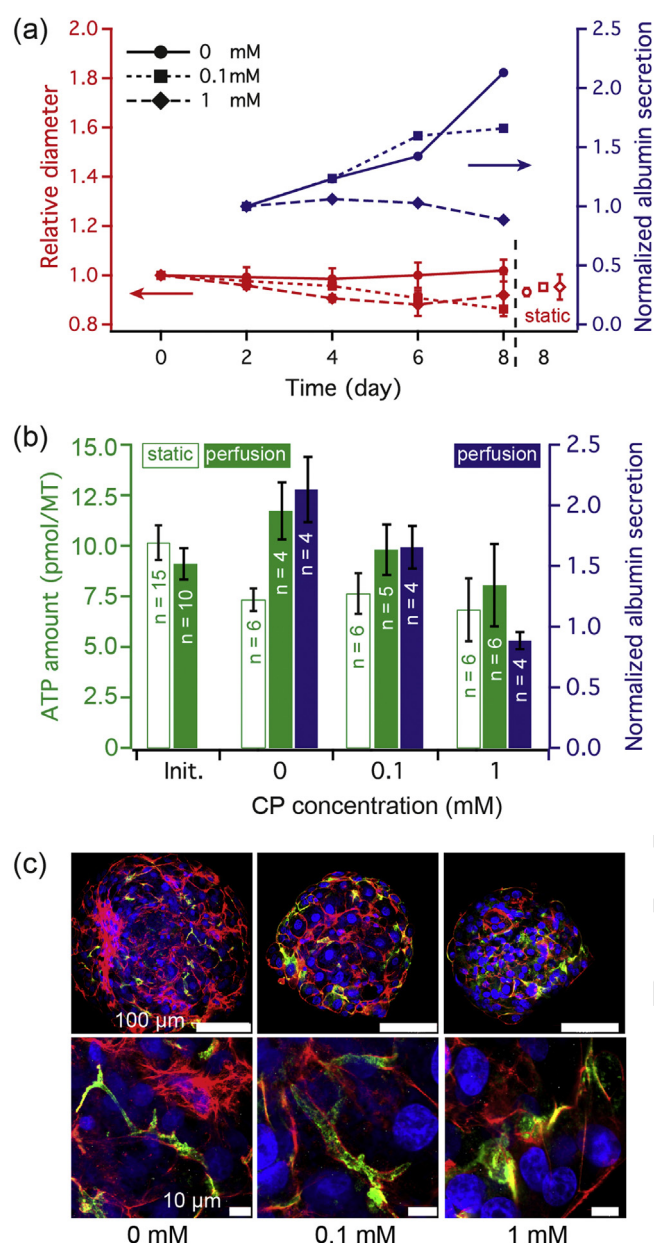 (a)
2.0
1.8
1.6
1.4
1.2
1.0
0.8
Relative diameter
0 mM
0.1 mM
1 mM
2.5
2.0
1.5
1.0
0.5
0.0
Normalized albumin secretion
static
0 2 4 6 8 8
Time (day)
(b)
15.0
12.5
10.0
7.5
5.0
2.5
0
ATP amount (pmol/MT)
static perfusion
perfusion
n = 15
n = 10
n = 6
n = 4
n = 4
n = 6
n = 5
n = 4
n = 6
n = 6
n = 4
2.5
2.0
1.5
1.0
0.5
0.0
Normalized albumin secretion
Init. 0 0.1 1
CP concentration (mM)
(c)
100 µm
10 µm
0 mM 0.1 mM 1 mM